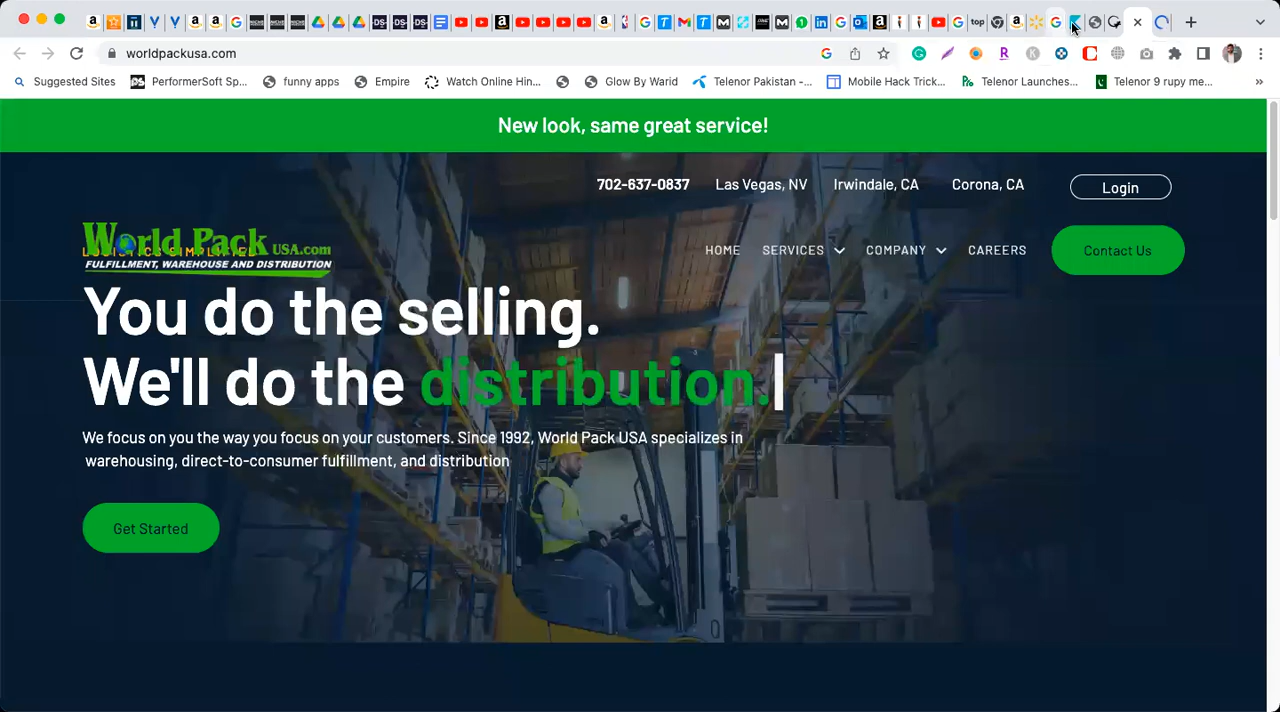 top
worldpackusa.com
Suggested Sites
PerformerSoft Sp...
funny apps
Empire
Watch Online Hin...
Glow By Warid
Telenor Pakistan -...
Mobile Hack Tric...
Telenor Launches...
Telenor 9 rupy me...
»
New look, same great service!
702-637-0837 Las Vegas, NV Irwindale, CA Corona, CA Login
World Pack USA.com
LOGISTICS SIMPLIFIED
FULFILLMENT, WAREHOUSE AND DISTRIBUTION
HOME SERVICES COMPANY CAREERS Contact Us
You do the selling.
We'll do the distribution.|
We focus on you the way you focus on your customers. Since 1992, World Pack USA specializes in
warehousing, direct-to-consumer fulfillment, and distribution
Get Started